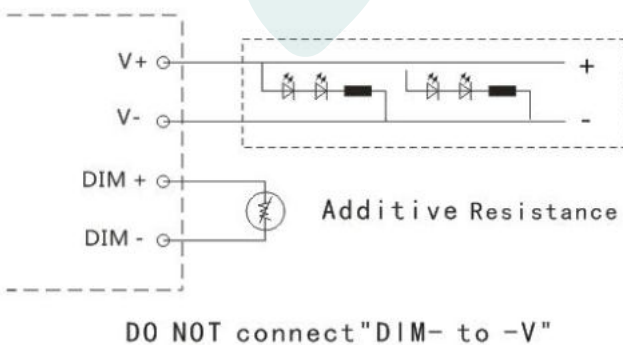 V+
+
V-
-
DIM +
Additive Resistance
DIM -
DO NOT connect"DIM- to -V"